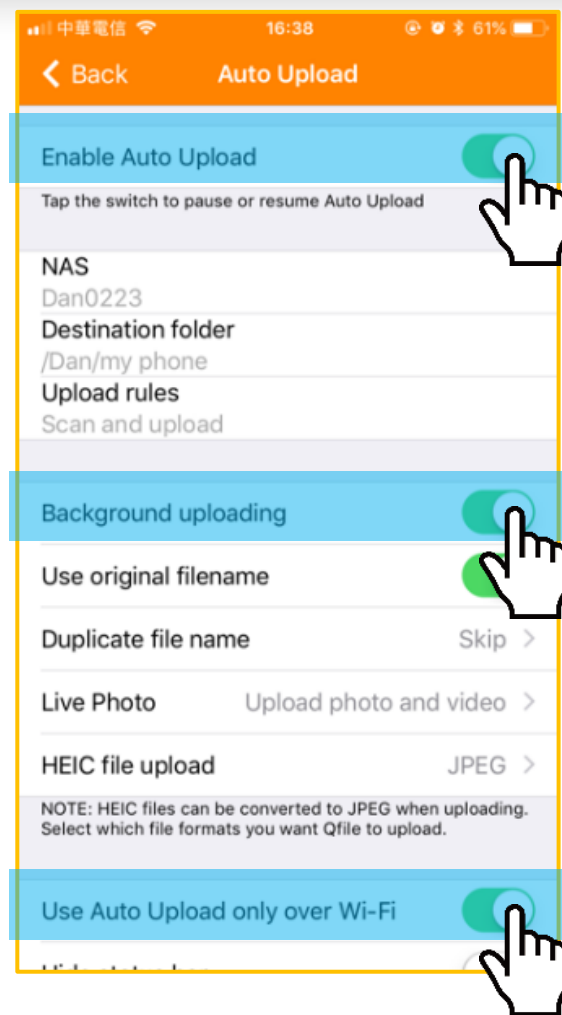 中華電信 16:38 61%
Back Auto Upload
Enable Auto Upload
Tap the switch to pause or resume Auto Upload
NAS
Dan0223
Destination folder
/Dan/my phone
Upload rules
Scan and upload
Background uploading
Use original filename
Duplicate file name Skip
Live Photo Upload photo and video
HEIC file upload JPEG
NOTE: HEIC files can be converted to JPEG when uploading.
Select which file formats you want Qfile to upload.
Use Auto Upload only over Wi-Fi